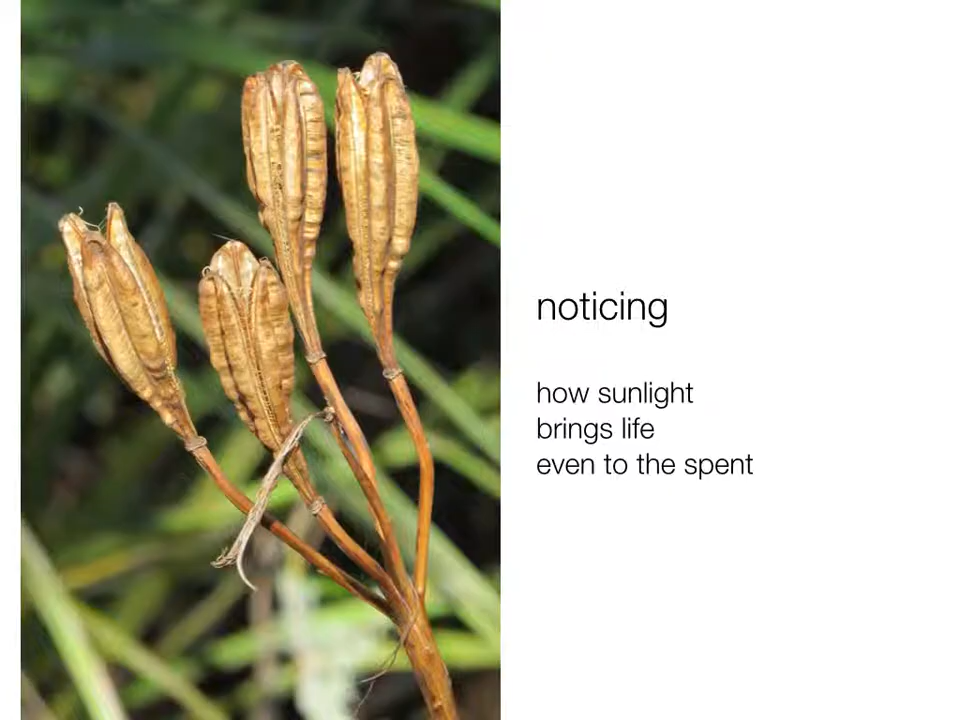 noticing
how sunlight
brings life
even to the spent